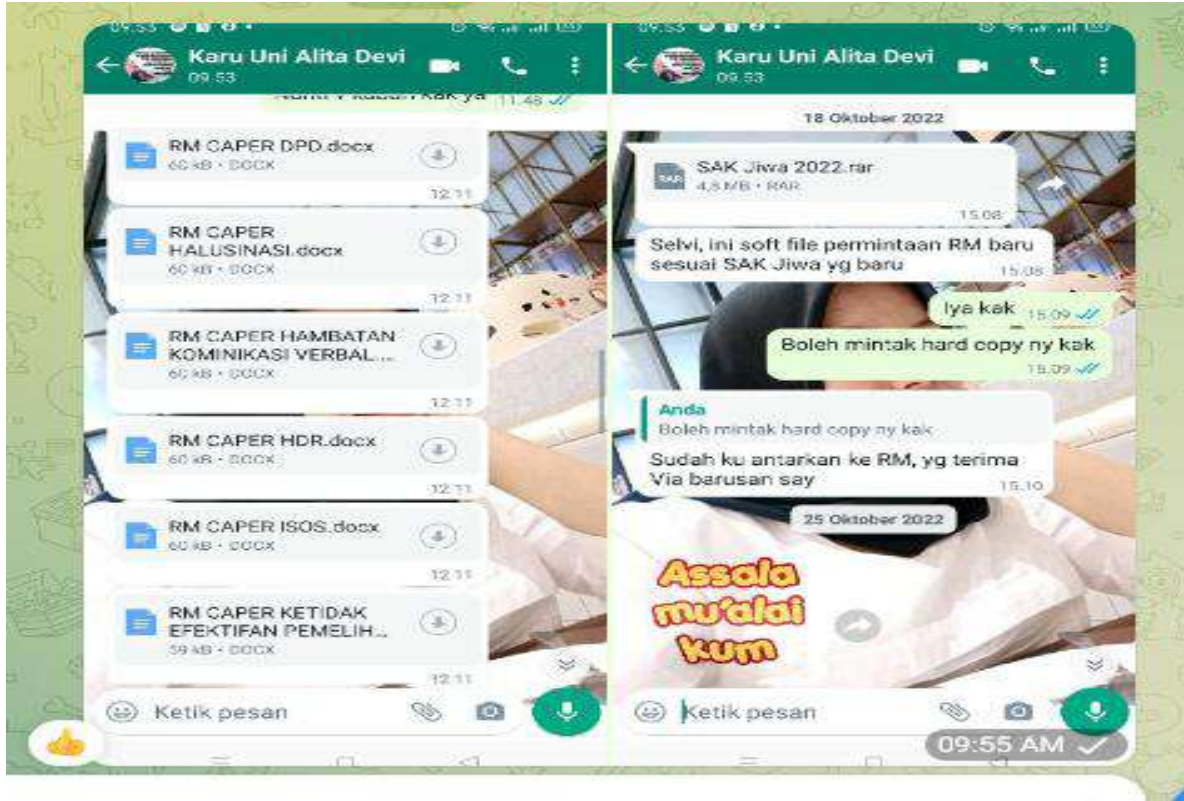 09.53
Karu Uni Alita Devi
09.53
11.48
RM CAPER DPD.docx
60 kB • DOCX
12.11
RM CAPER
HALUSINASI.docx
60 kB • DOCX
12.11
RM CAPER HAMBATAN
KOMINIKASI VERBAL...
60 kB • DOCX
12.11
RM CAPER HDR.docx
60 kB • DOCX
12.11
RM CAPER ISOS.docx
60 kB • DOCX
12.11
RM CAPER KETIDAK
EFEKTIFAN PEMELIH...
59 kB • DOCX
12.11
Ketik pesan
09.53
Karu Uni Alita Devi
09.53
18 Oktober 2022
RAR
SAK Jiwa 2022.rar
4,8 MB • RAR
15.08
Selvi, ini soft file permintaan RM baru
sesuai SAK Jiwa yg baru
15.08
Iya kak
15.09
Boleh mintak hard copy ny kak
15.09
Anda
Boleh mintak hard copy ny kak
Sudah ku antarkan ke RM, yg terima
Via barusan say
15.10
25 Oktober 2022
Assala
mu'alai
kum
Ketik pesan
09:55 AM